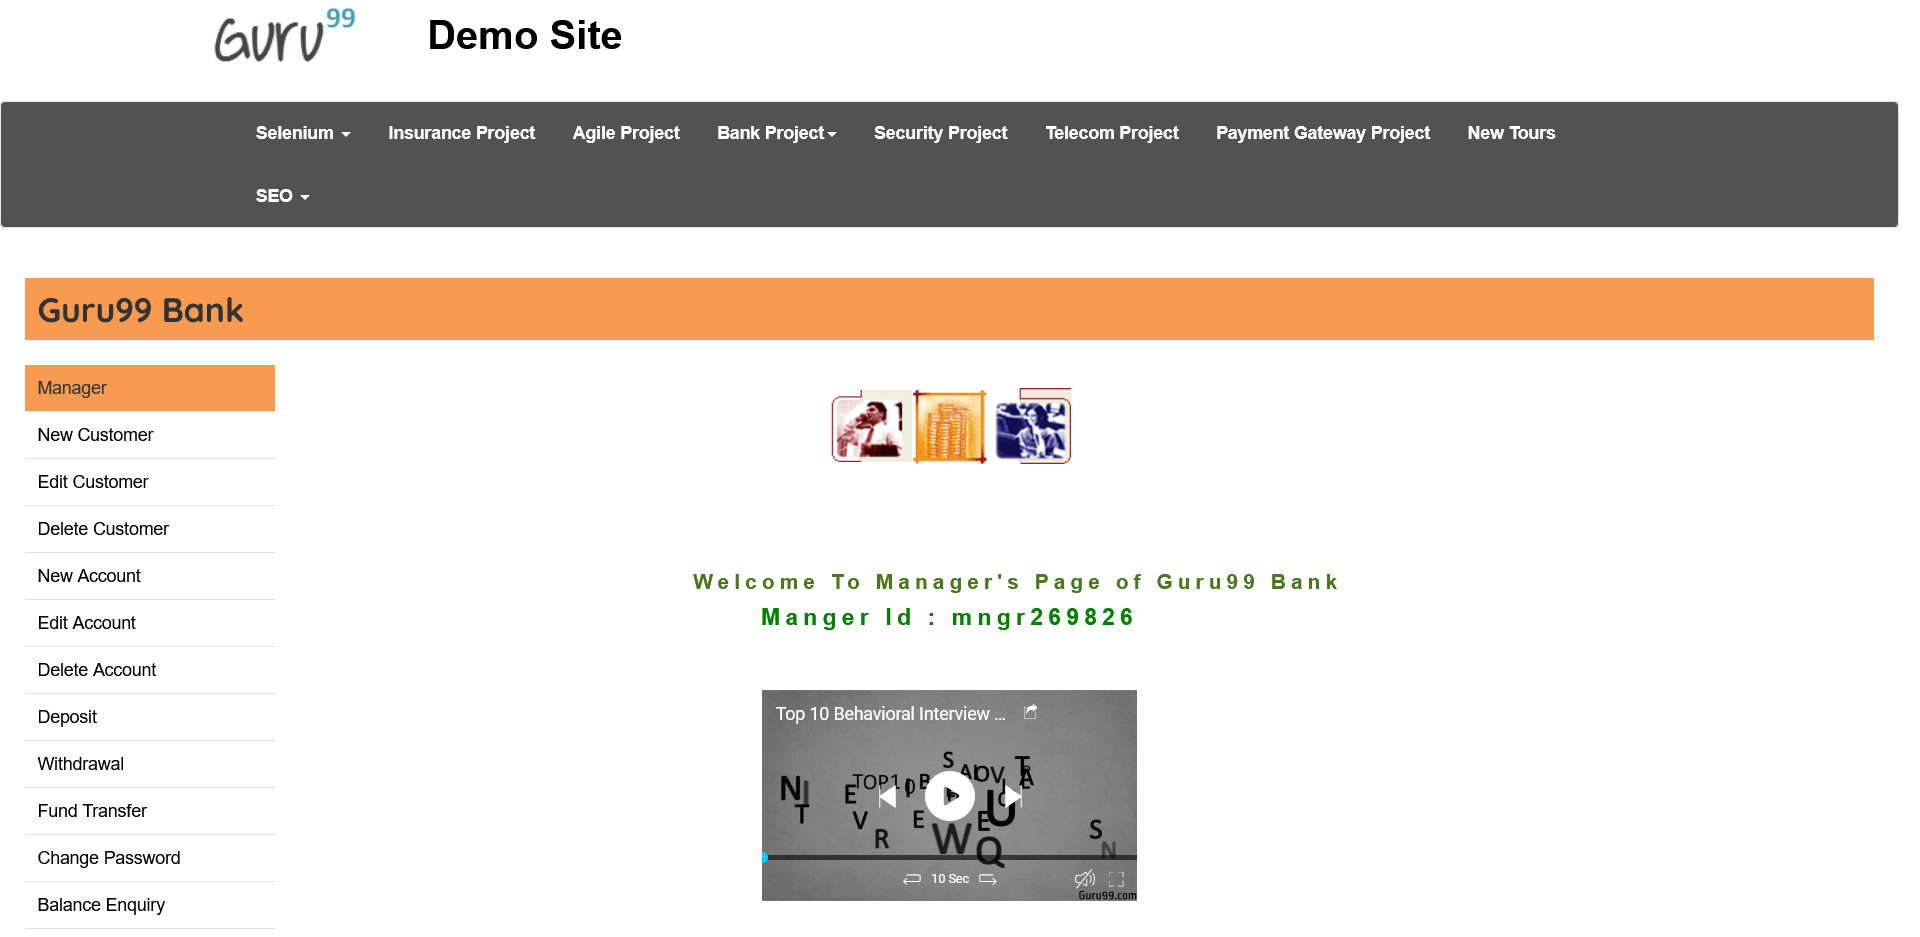 Guru99
Demo Site
Selenium Insurance Project Agile Project Bank Project Security Project Telecom Project Payment Gateway Project New Tours
SEO
Guru99 Bank
Manager
New Customer
Edit Customer
Delete Customer
New Account
Edit Account
Delete Account
Deposit
Withdrawal
Fund Transfer
Change Password
Balance Enquiry
Welcome To Manager's Page of Guru99 Bank
Manger Id : mngr269826
Top 10 Behavioral Interview ...
10 Sec
Guru99.com